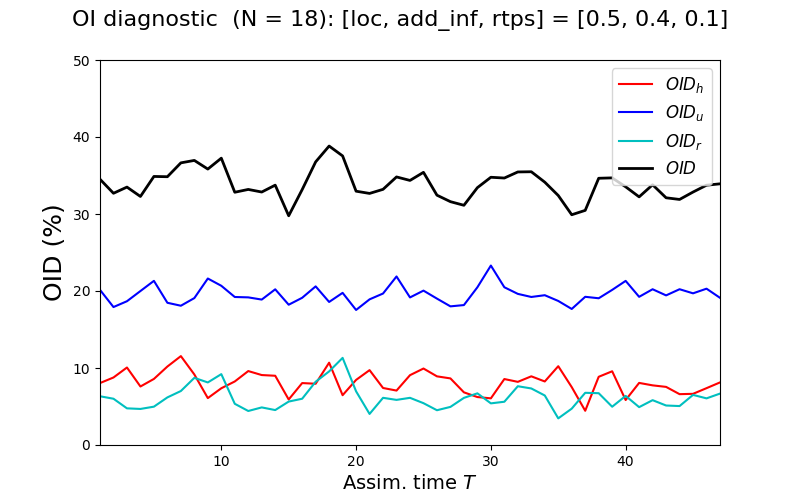 OI diagnostic (N = 18): [loc, add_inf, rtps] = [0.5, 0.4, 0.1]
50
40
30
20
10
0
OID (%)
OID_h
OID_u
OID_r
OID
10 20 30 40
Assim. time T